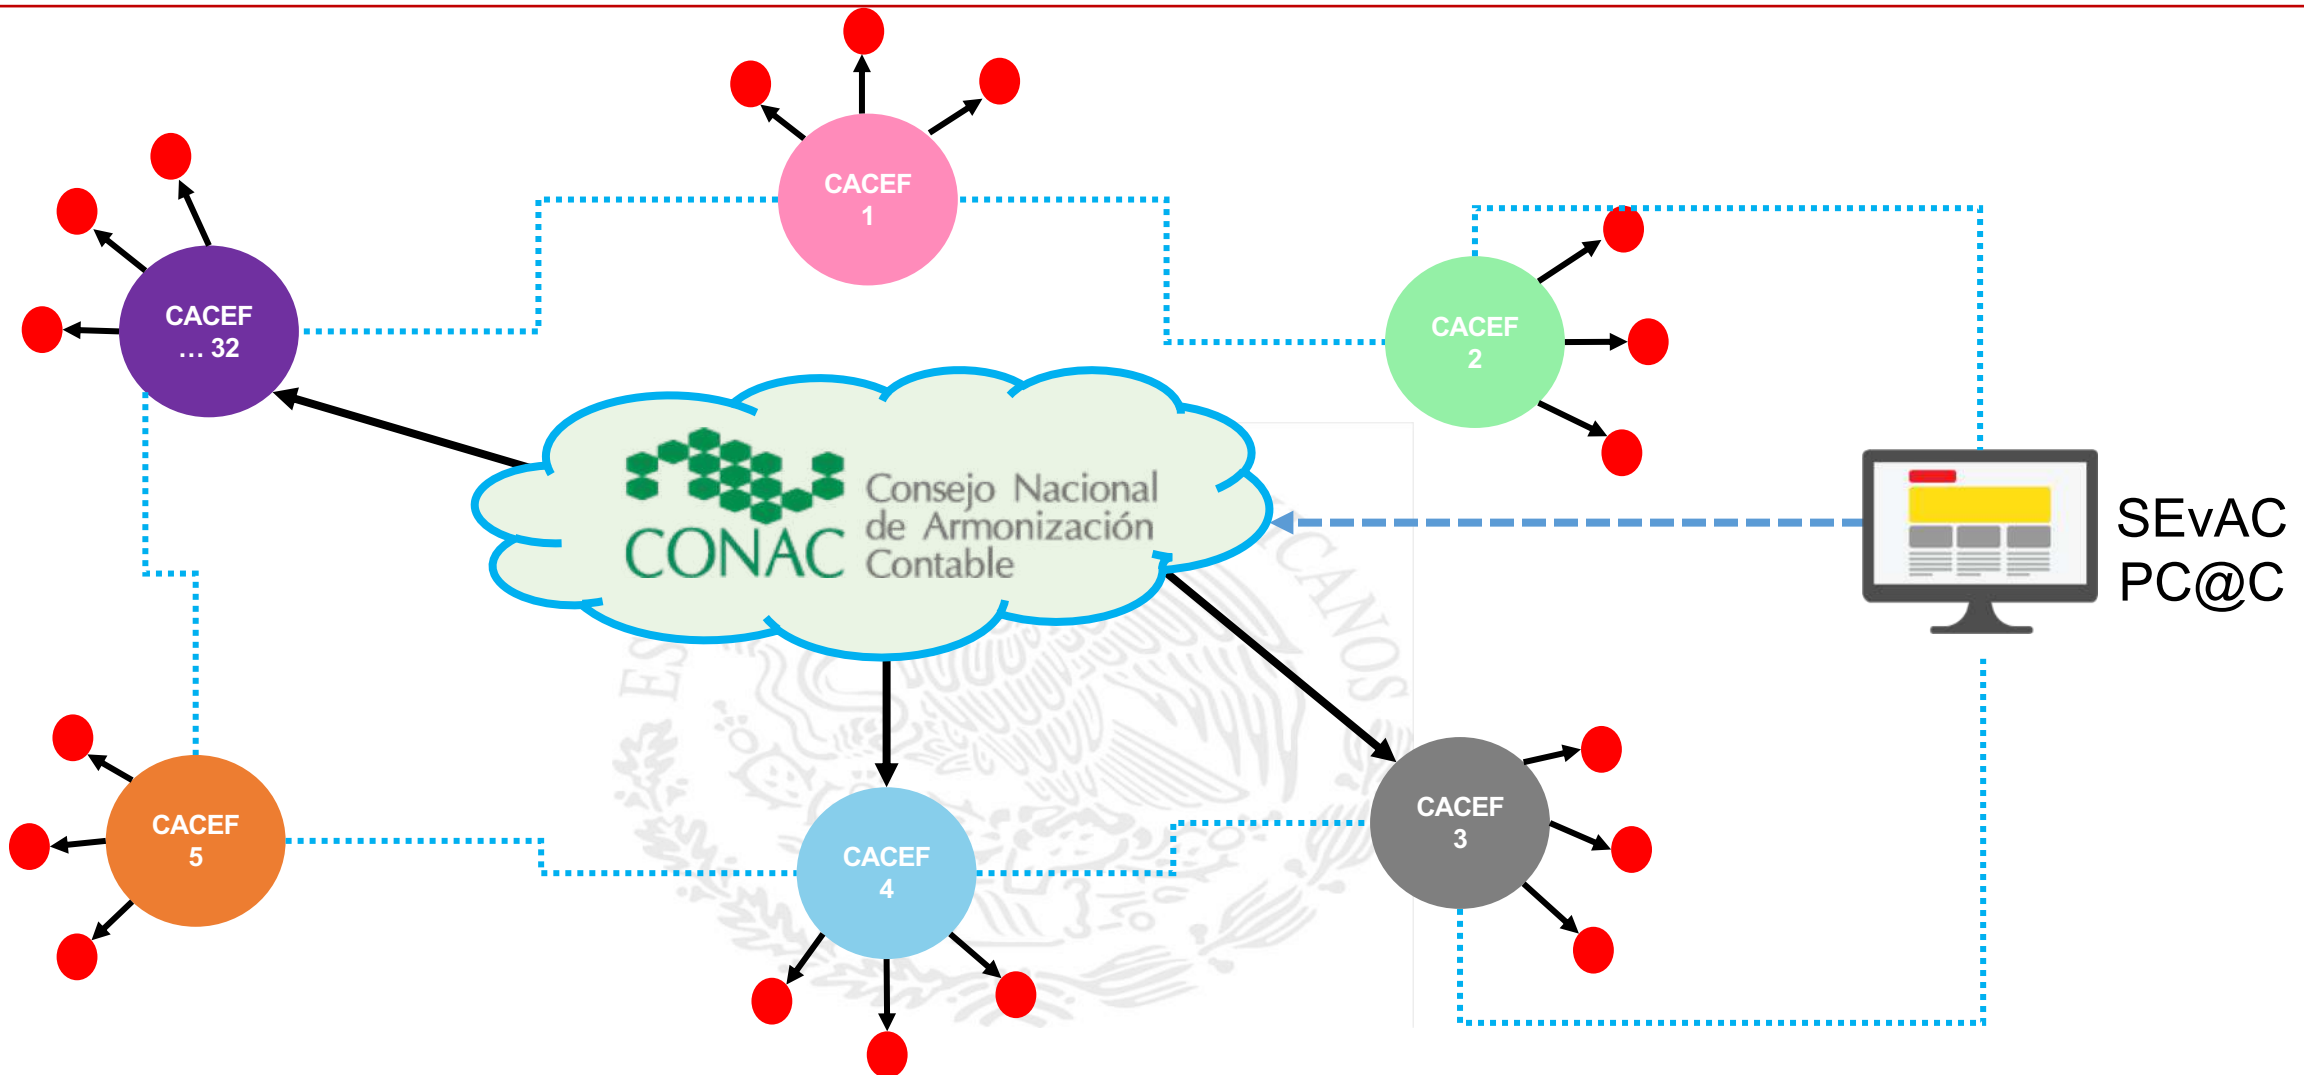 CACEF
1
CACEF
… 32
CACEF
2
CONAC
Consejo Nacional
de Armonización
Contable
SEvAC
PC@C
CACEF
3
CACEF
5
CACEF
4